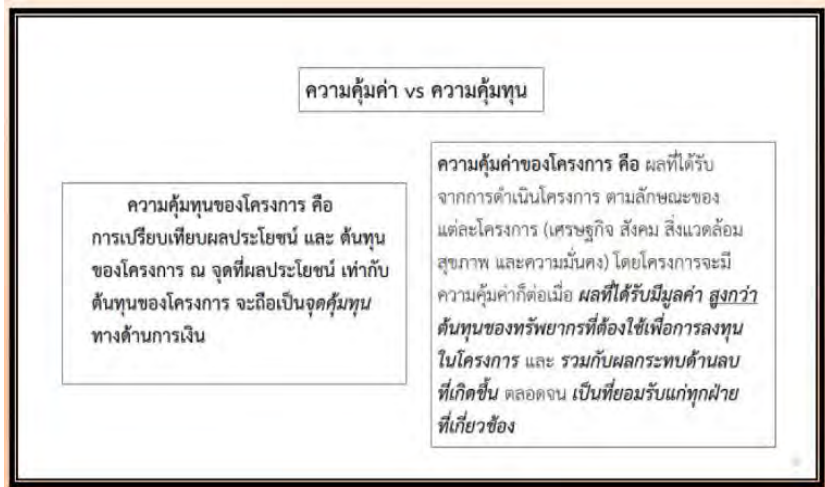 ความคุ้มค่า vs ความคุ้มทุน
ความคุ้มทุนของโครงการ คือ
การเปรียบเทียบผลประโยชน์ และ ต้นทุน
ของโครงการ ณ จุดที่ผลประโยชน์ เท่ากับ
ต้นทุนของโครงการ จะถือเป็นจุดคุ้มทุน
ทางด้านการเงิน
ความคุ้มค่าของโครงการ คือ ผลที่ได้รับ
จากการดำเนินโครงการ ตามลักษณะของ
แต่ละโครงการ (เศรษฐกิจ สังคม สิ่งแวดล้อม
สุขภาพ และความมั่นคง) โดยโครงการจะมี
ความคุ้มค่าก็ต่อเมื่อ ผลที่ได้รับมีมูลค่า สูงกว่า
ต้นทุนของทรัพยากรที่ต้องใช้เพื่อการลงทุน
ในโครงการ และ รวมกับผลกระทบด้านลบ
ที่เกิดขึ้น ตลอดจน เป็นที่ยอมรับแก่ทุกฝ่าย
ที่เกี่ยวข้อง